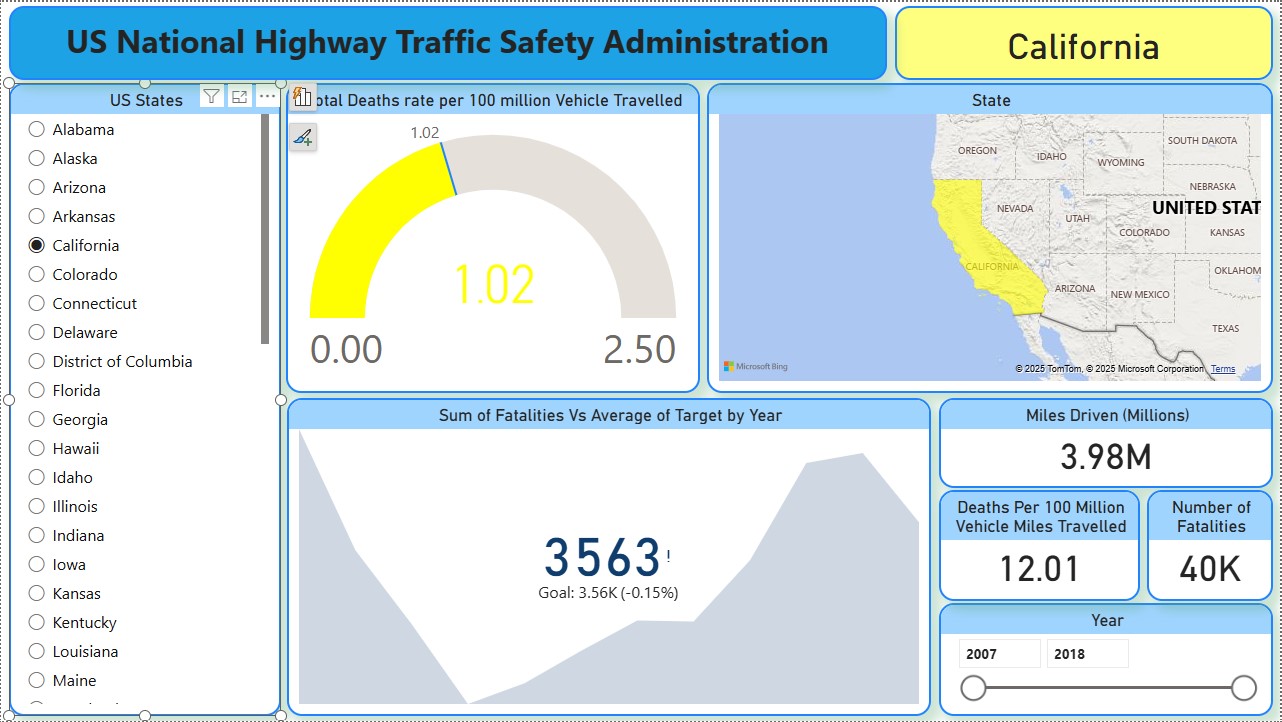 US National Highway Traffic Safety Administration
California
US States
Alabama
Alaska
Arizona
Arkansas
California
Colorado
Connecticut
Delaware
District of Columbia
Florida
Georgia
Hawaii
Idaho
Illinois
Indiana
Iowa
Kansas
Kentucky
Louisiana
Maine
otal Deaths rate per 100 million Vehicle Travelled
1.02
1.02
0.00
2.50
State
OREGON
IDAHO
WYOMING
SOUTH DAKOTA
NEBRASKA
NEVADA
UTAH
UNITED STAT
COLORADO
KANSAS
CALIFORNIA
ARIZONA
NEW MEXICO
OKLAHOM
TEXAS
Microsoft Bing
© 2025 TomTom, © 2025 Microsoft Corporation Terms
Sum of Fatalities Vs Average of Target by Year
3563!
Goal: 3.56K (-0.15%)
Miles Driven (Millions)
3.98M
Deaths Per 100 Million
Vehicle Miles Travelled
12.01
Number of
Fatalities
40K
Year
2007
2018